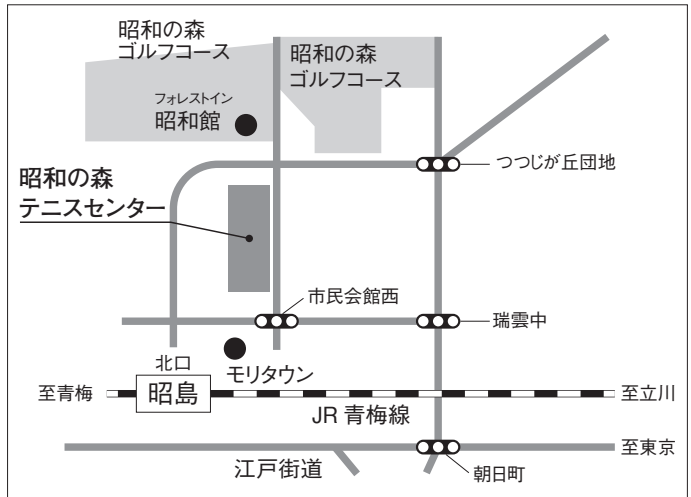 昭和の森
ゴルフコース
昭和の森
ゴルフコース
フォレストイン
昭和館
つつじが丘団地
昭和の森
テニスセンター
市民会館西
瑞雲中
北口
モリタウン
至青梅
昭島
至立川
JR 青梅線
至東京
江戸街道
朝日町